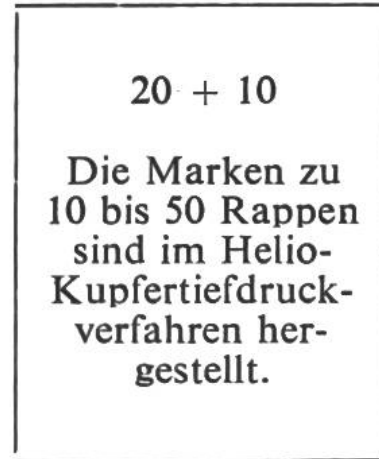 20 + 10
Die Marken zu
10 bis 50 Rappen
sind im Helio-
Kupfertiefdruck-
verfahren her-
gestellt.